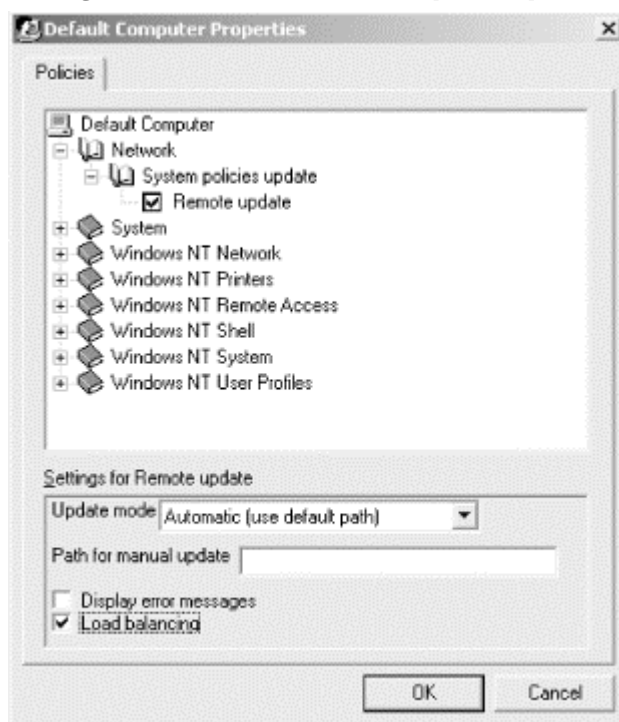 Default Computer Properties
Policies
Default Computer
Network
System policies update
Remote update
System
Windows NT Network
Windows NT Printers
Windows NT Remote Access
Windows NT Shell
Windows NT System
Windows NT User Profiles
Settings for Remote update
Update mode Automatic (use default path)
Path for manual update
Display error messages
Load balancing
OK Cancel